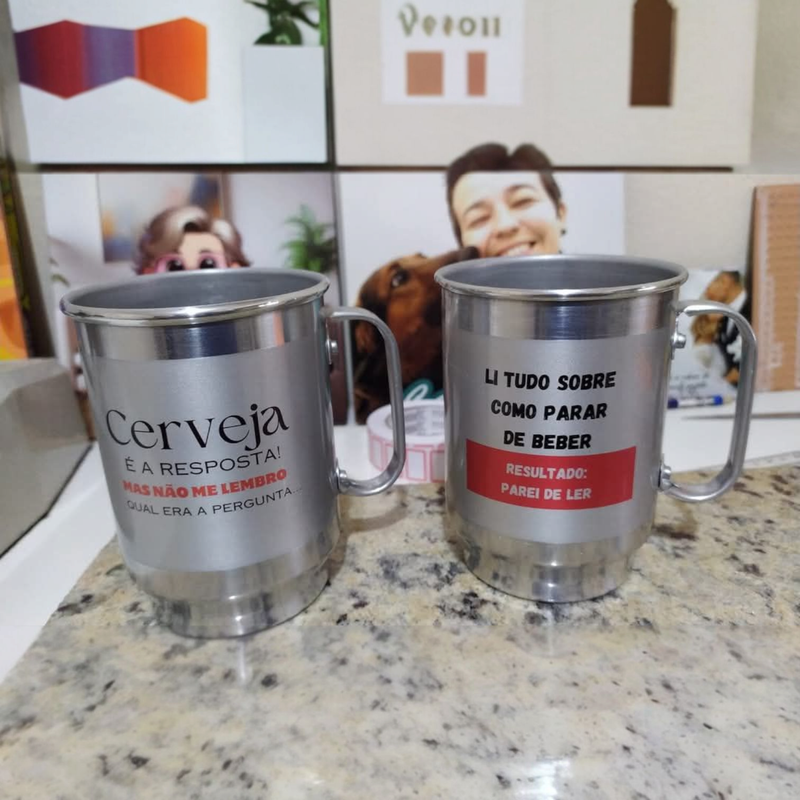 Cerveja
É A RESPOSTA!
MAS NÃO ME LEMBRO
QUAL ERA A PERGUNTA...
LI TUDO SOBRE
COMO PARAR
DE BEBER
RESULTADO:
PAREI DE LER